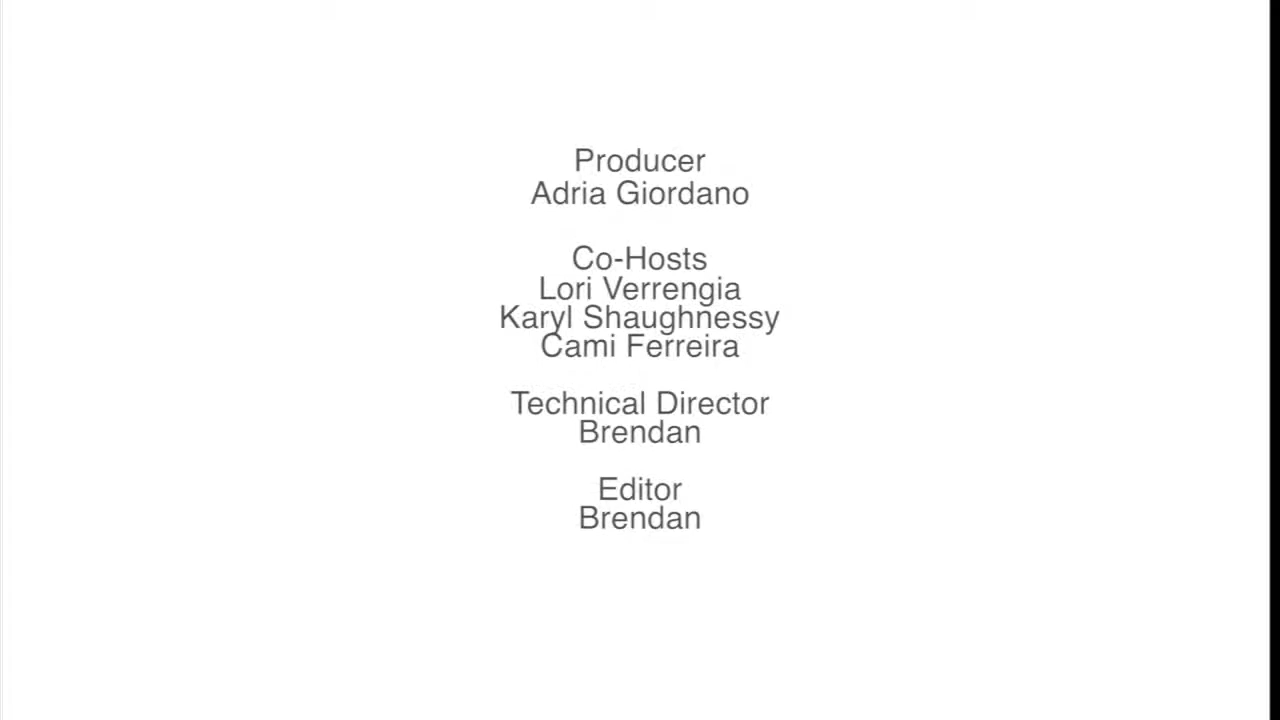 Producer
Adria Giordano
Co-Hosts
Lori Verrengia
Karyl Shaughnessy
Cami Ferreira
Technical Director
Brendan
Editor
Brendan